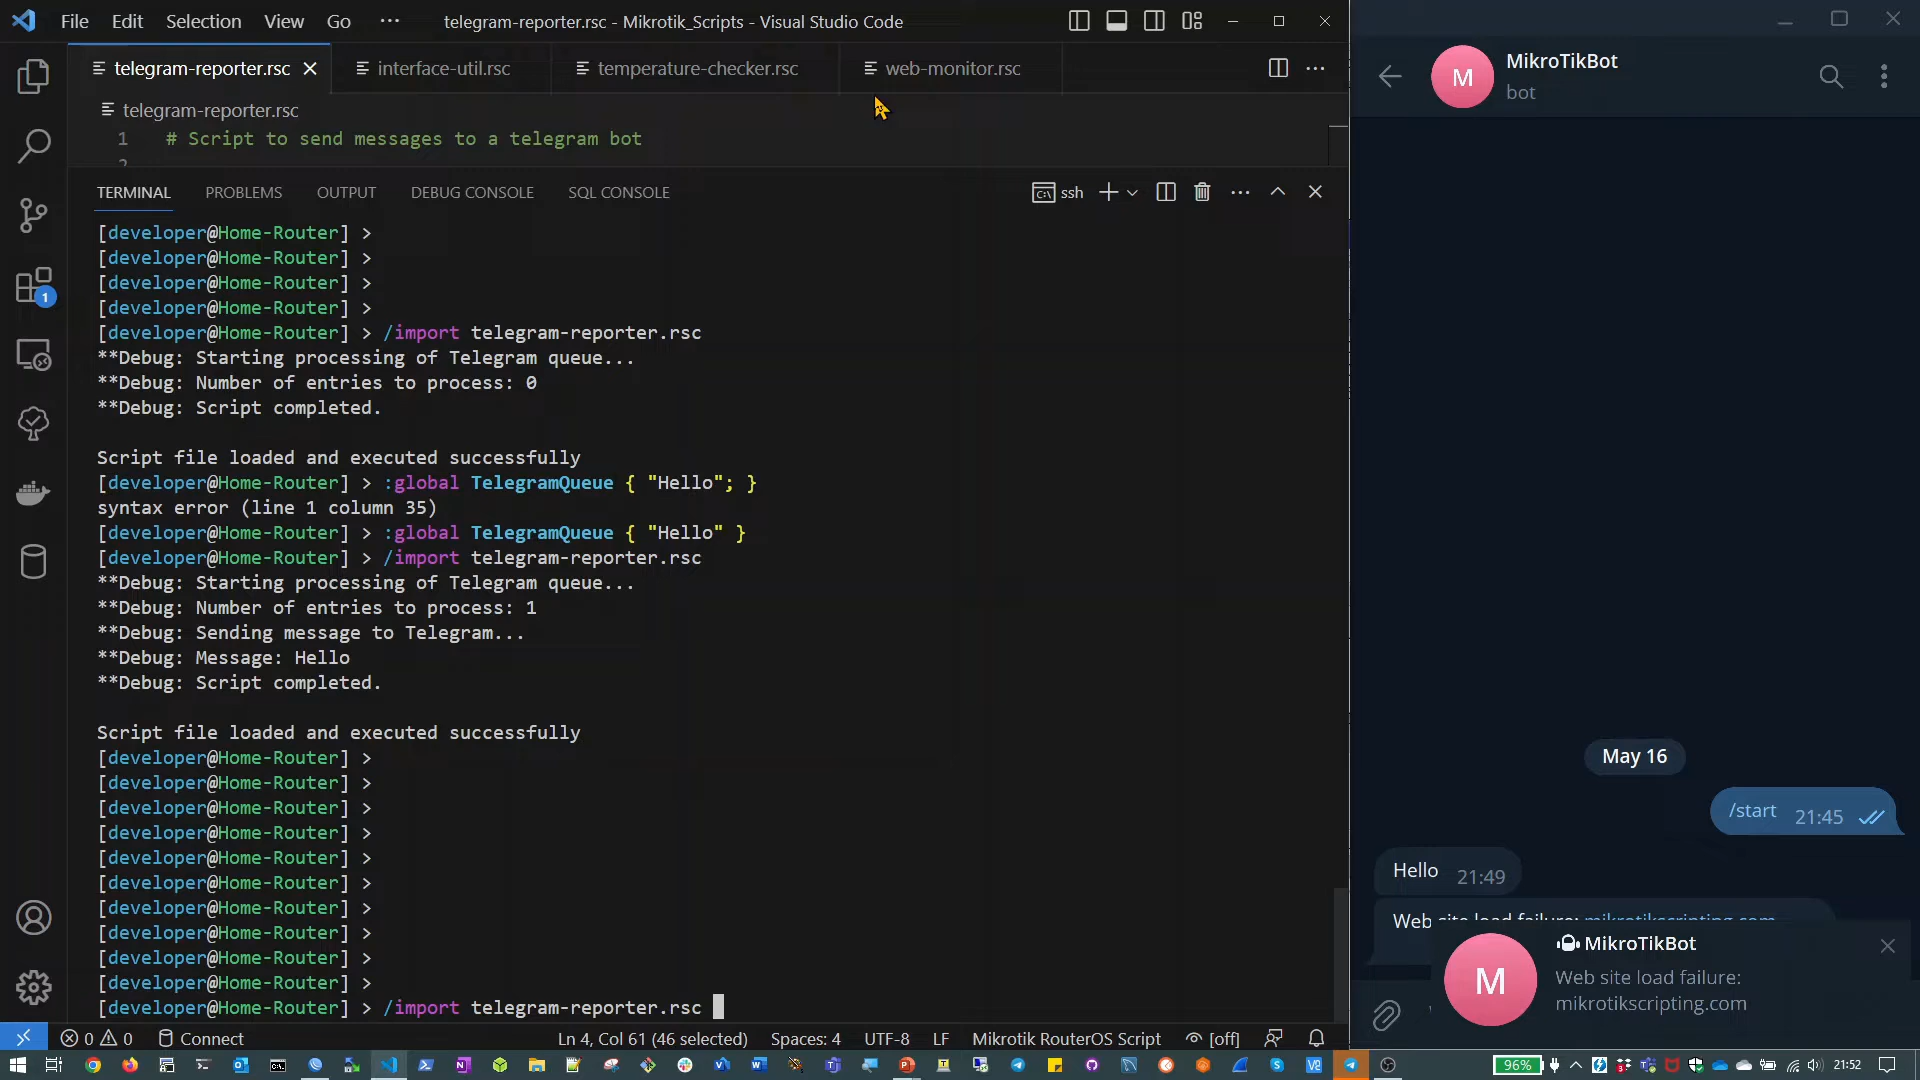 File Edit Selection View Go ··· telegram-reporter.rsc - Mikrotik_Scripts - Visual Studio Code
telegram-reporter.rsc interface-util.rsc temperature-checker.rsc web-monitor.rsc
telegram-reporter.rsc
1 # Script to send messages to a telegram bot
2
TERMINAL PROBLEMS OUTPUT DEBUG CONSOLE SQL CONSOLE ssh
[developer@Home-Router] >
[developer@Home-Router] >
[developer@Home-Router] >
[developer@Home-Router] >
[developer@Home-Router] > /import telegram-reporter.rsc
**Debug: Starting processing of Telegram queue...
**Debug: Number of entries to process: 0
**Debug: Script completed.
Script file loaded and executed successfully
[developer@Home-Router] > :global TelegramQueue { "Hello"; }
syntax error (line 1 column 35)
[developer@Home-Router] > :global TelegramQueue { "Hello" }
[developer@Home-Router] > /import telegram-reporter.rsc
**Debug: Starting processing of Telegram queue...
**Debug: Number of entries to process: 1
**Debug: Sending message to Telegram...
**Debug: Message: Hello
**Debug: Script completed.
Script file loaded and executed successfully
[developer@Home-Router] >
[developer@Home-Router] >
[developer@Home-Router] >
[developer@Home-Router] >
[developer@Home-Router] >
[developer@Home-Router] >
[developer@Home-Router] >
[developer@Home-Router] >
[developer@Home-Router] >
[developer@Home-Router] >
[developer@Home-Router] > /import telegram-reporter.rsc
1
0 0 Connect Ln 4, Col 61 (46 selected) Spaces: 4 UTF-8 LF Mikrotik RouterOS Script [off]
M
MikroTikBot
bot
May 16
/start 21:45
Hello 21:49
Web site load failure: mikrotikscripting.com
M
MikroTikBot
Web site load failure:
mikrotikscripting.com
96% 21:52